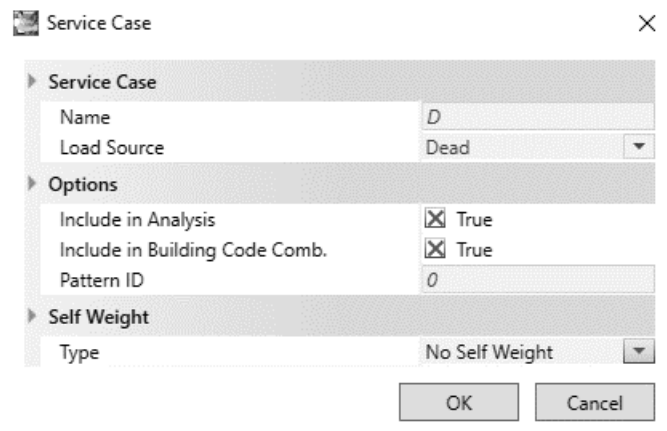 Service Case
Service Case
Name D
Load Source Dead
Options
Include in Analysis True
Include in Building Code Comb. True
Pattern ID 0
Self Weight
Type No Self Weight
OK Cancel